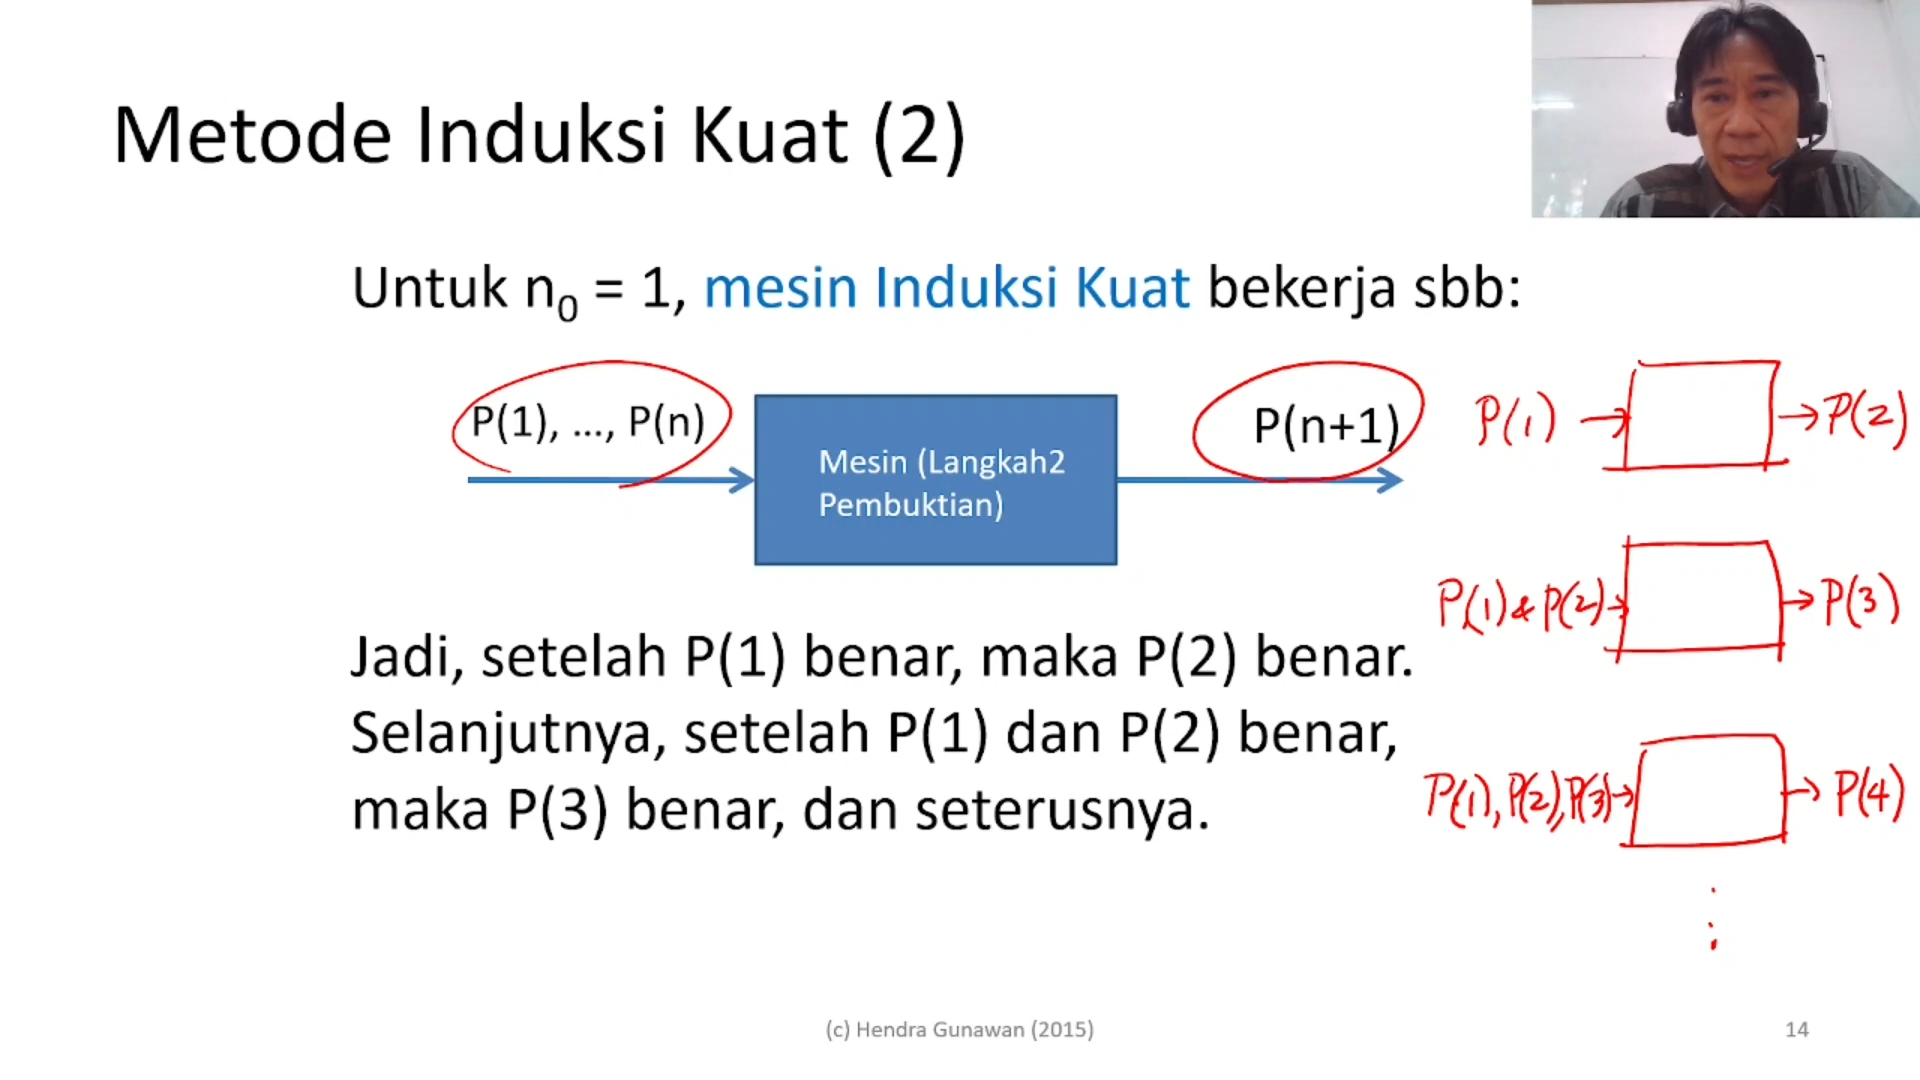 Metode Induksi Kuat (2)
Untuk n₀ = 1, mesin Induksi Kuat bekerja sbb:
P(1), ..., P(n)
Mesin (Langkah2
Pembuktian)
P(n+1)
P(1) → → P(2)
P(1) & P(2) → → P(3)
P(1), P(2), P(3) → → P(4)
⋮
Jadi, setelah P(1) benar, maka P(2) benar.
Selanjutnya, setelah P(1) dan P(2) benar,
maka P(3) benar, dan seterusnya.
(c) Hendra Gunawan (2015)
14